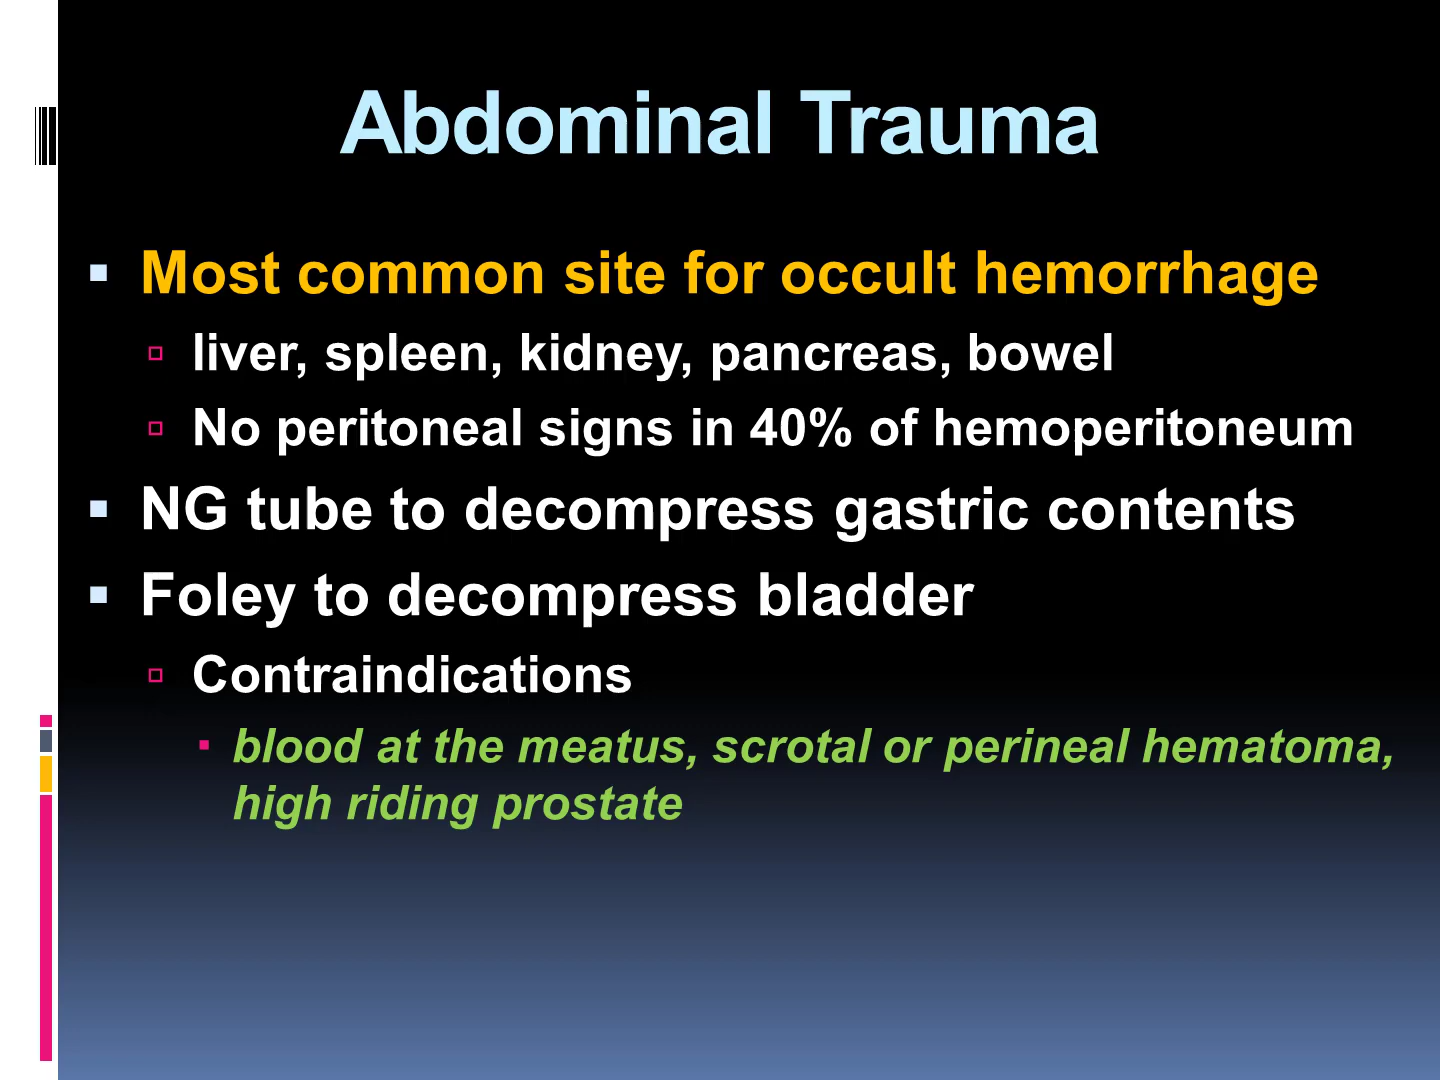 Abdominal Trauma
Most common site for occult hemorrhage
liver, spleen, kidney, pancreas, bowel
No peritoneal signs in 40% of hemoperitoneum
NG tube to decompress gastric contents
Foley to decompress bladder
Contraindications
blood at the meatus, scrotal or perineal hematoma,
high riding prostate